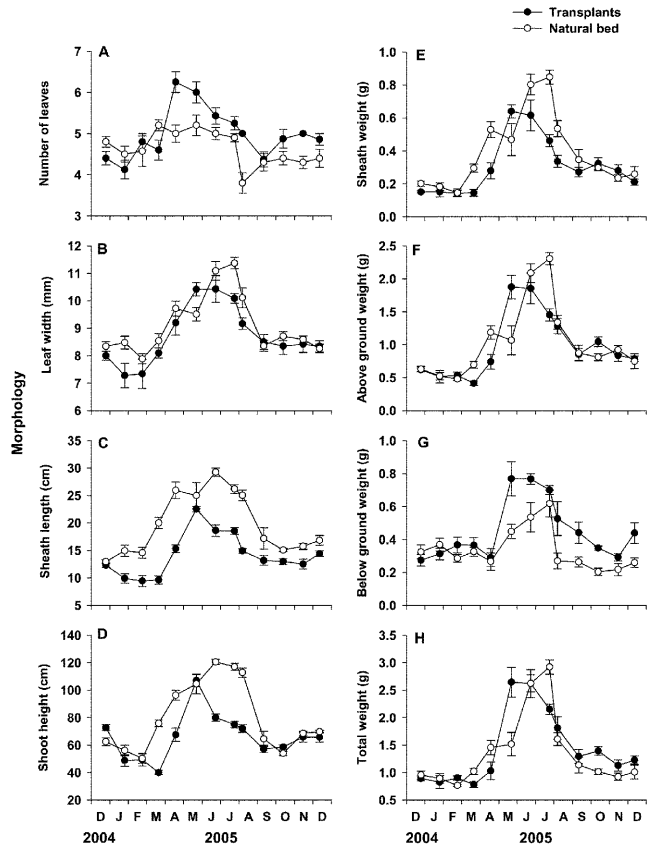 Transplants
Natural bed
Morphology
A
Number of leaves
7
6
5
4
3
B
Leaf width (mm)
12
11
10
9
8
7
6
C
Sheath length (cm)
35
30
25
20
15
10
5
D
Shoot height (cm)
140
120
100
80
60
40
20
D J F M A M J J A S O N D
2004 2005
E
Sheath weight (g)
1.0
0.8
0.6
0.4
0.2
0.0
F
Above ground weight (g)
2.5
2.0
1.5
1.0
0.5
0.0
G
Below ground weight (g)
1.0
0.8
0.6
0.4
0.2
0.0
H
Total weight (g)
3.5
3.0
2.5
2.0
1.5
1.0
0.5
D J F M A M J J A S O N D
2004 2005